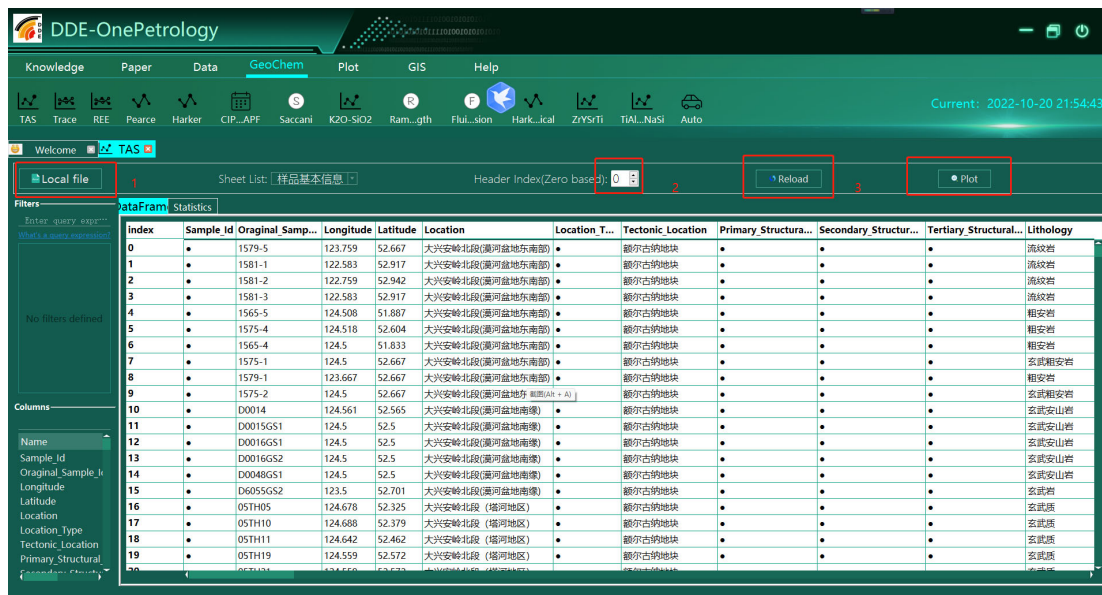 DDE-OnePetrology
Knowledge Paper Data GeoChem Plot GIS Help
TAS Trace REE Pearce Harker CIP...APF Saccani K2O-SiO2 Ram...gth Flui...sion Hark...ical ZrYSrTi TiAl...NaSi Auto
Current: 2022-10-20 21:54:43
Welcome TAS
Local file 1 Sheet List: 样品基本信息 Header Index(Zero based): 0 2 Reload 3 Plot
Filters
Enter query expr...
What's a query expression?
No filters defined
Columns
Name
Sample_Id
Oraginal_Sample_I
Longitude
Latitude
Location
Location_Type
Tectonic_Location
Primary_Structural_
DataFram Statistics
index Sample_Id Oraginal_Samp... Longitude Latitude Location Location_T... Tectonic_Location Primary_Structura... Secondary_Structur... Tertiary_Structural... Lithology
0 • 1579-5 123.759 52.667 大兴安岭北段(漠河盆地东南部) • 额尔古纳地块 • • • 流纹岩
1 • 1581-1 122.583 52.917 大兴安岭北段(漠河盆地东南部) • 额尔古纳地块 • • • 流纹岩
2 • 1581-2 122.759 52.942 大兴安岭北段(漠河盆地东南部) • 额尔古纳地块 • • • 流纹岩
3 • 1581-3 122.583 52.917 大兴安岭北段(漠河盆地东南部) • 额尔古纳地块 • • • 流纹岩
4 • 1565-5 124.508 51.887 大兴安岭北段(漠河盆地东南部) • 额尔古纳地块 • • • 粗安岩
5 • 1575-4 124.518 52.604 大兴安岭北段(漠河盆地东南部) • 额尔古纳地块 • • • 粗安岩
6 • 1565-4 124.5 51.833 大兴安岭北段(漠河盆地东南部) • 额尔古纳地块 • • • 粗安岩
7 • 1575-1 124.5 52.667 大兴安岭北段(漠河盆地东南部) • 额尔古纳地块 • • • 玄武粗安岩
8 • 1579-1 123.667 52.667 大兴安岭北段(漠河盆地东南部) • 额尔古纳地块 • • • 粗安岩
9 • 1575-2 124.5 52.667 大兴安岭北段(漠河盆地东 截图(Alt + A) 额尔古纳地块 • • • 玄武粗安岩
10 • D0014 124.561 52.565 大兴安岭北段(漠河盆地南缘) • 额尔古纳地块 • • • 玄武安山岩
11 • D0015GS1 124.5 52.5 大兴安岭北段(漠河盆地南缘) • 额尔古纳地块 • • • 玄武安山岩
12 • D0016GS1 124.5 52.5 大兴安岭北段(漠河盆地南缘) • 额尔古纳地块 • • • 玄武安山岩
13 • D0016GS2 124.5 52.5 大兴安岭北段(漠河盆地南缘) • 额尔古纳地块 • • • 玄武安山岩
14 • D0048GS1 124.5 52.5 大兴安岭北段(漠河盆地南缘) • 额尔古纳地块 • • • 玄武安山岩
15 • D6055GS2 123.5 52.701 大兴安岭北段(漠河盆地南缘) • 额尔古纳地块 • • • 玄武岩
16 • 05TH05 124.678 52.325 大兴安岭北段（塔河地区） • 额尔古纳地块 • • • 玄武质
17 • 05TH10 124.688 52.379 大兴安岭北段（塔河地区） • 额尔古纳地块 • • • 玄武质
18 • 05TH11 124.642 52.462 大兴安岭北段（塔河地区） • 额尔古纳地块 • • • 玄武质
19 • 05TH19 124.559 52.572 大兴安岭北段（塔河地区） • 额尔古纳地块 • • • 玄武质